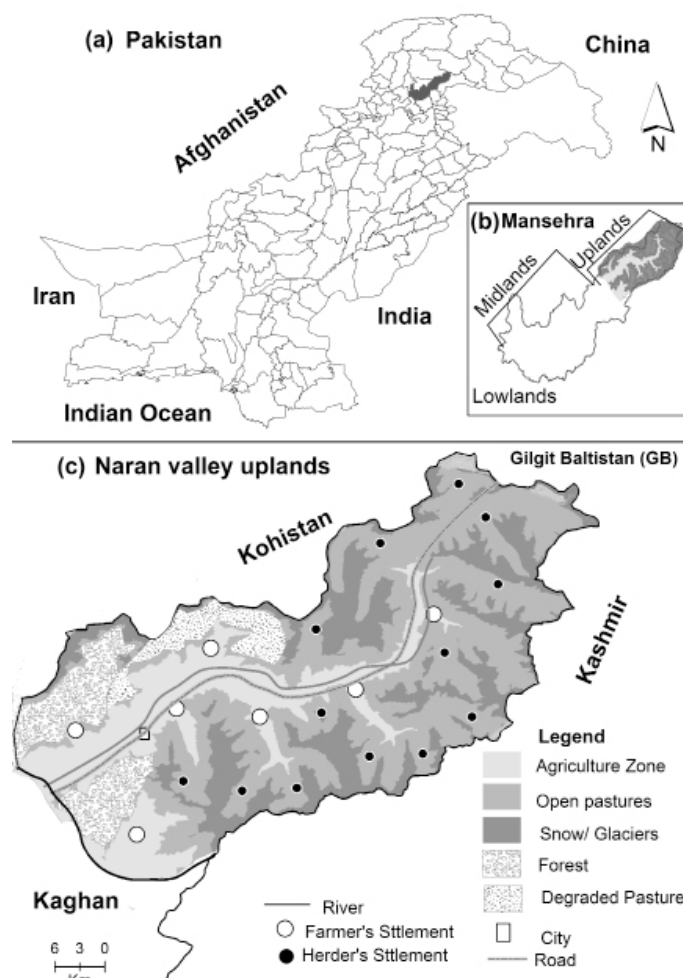 (a) Pakistan
China
Afghanistan
N
(b) Mansehra
Uplands
Midlands
Iran
India
Lowlands
Indian Ocean
(c) Naran valley uplands
Gilgit Baltistan (GB)
Kohistan
Kashmir
Legend
Agriculture Zone
Open pastures
Snow/ Glaciers
Forest
Degraded Pasture
Kaghan
River
City
Farmer's Sttlement
Herder's Sttlement
Road
6 3 0
Km